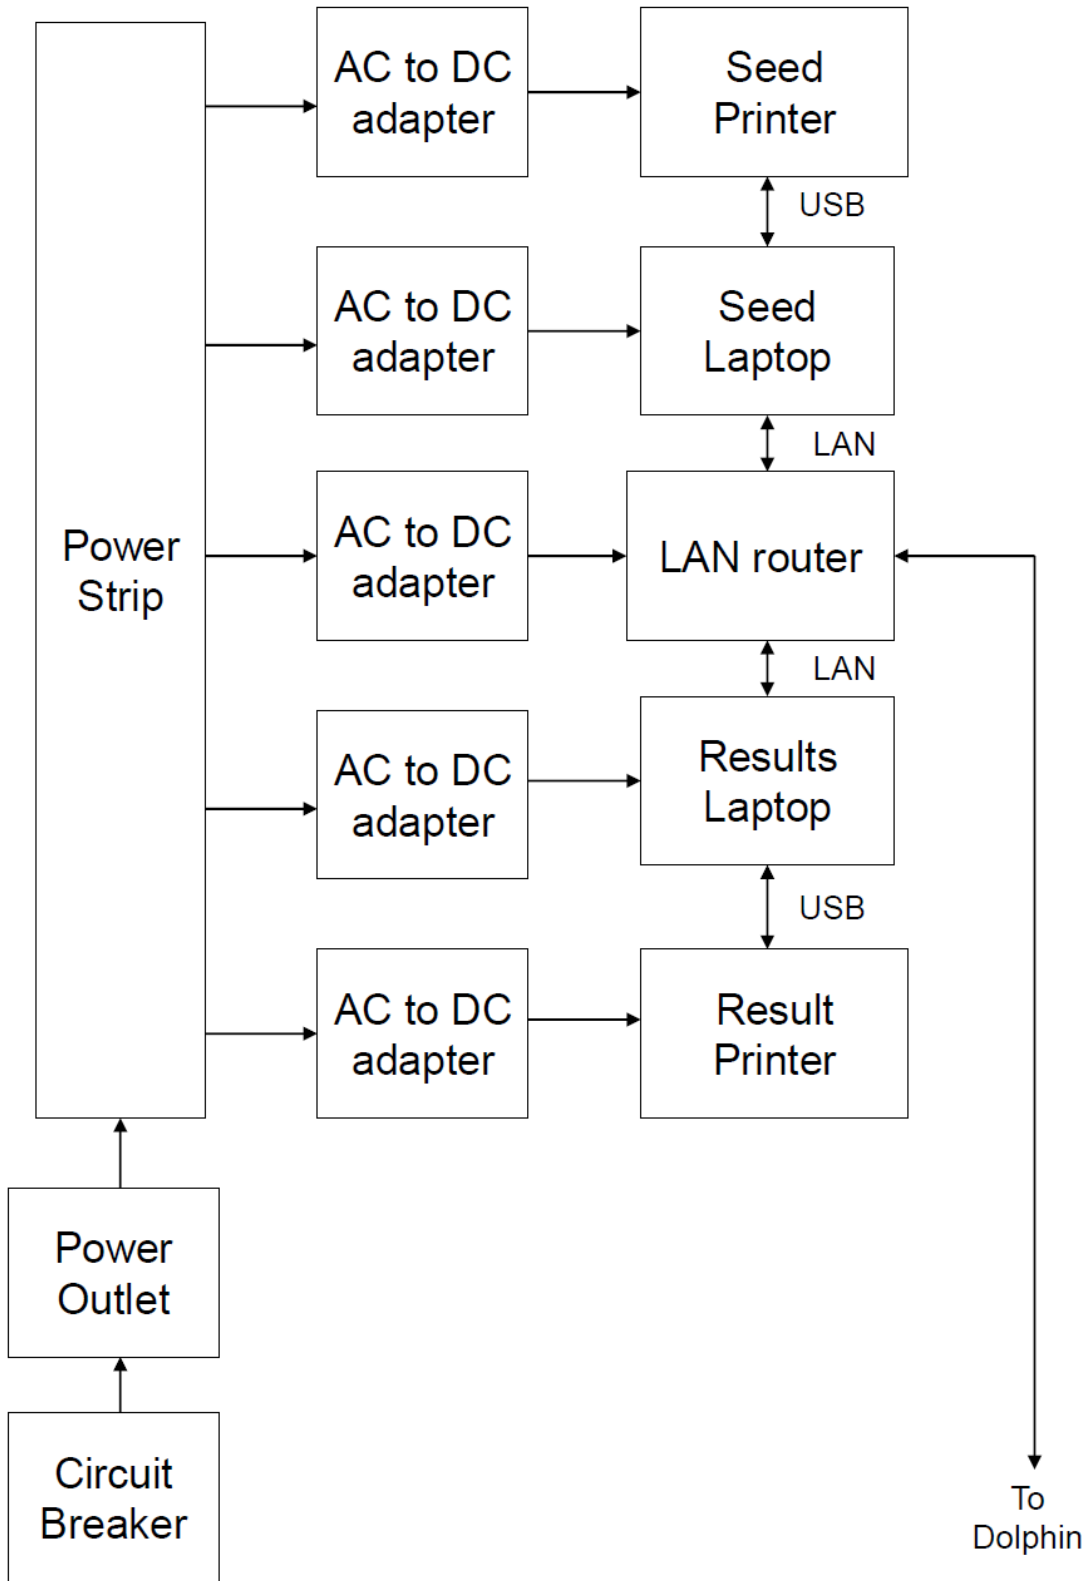 AC to DC
adapter
Seed
Printer
USB
AC to DC
adapter
Seed
Laptop
LAN
Power
Strip
AC to DC
adapter
LAN router
LAN
AC to DC
adapter
Results
Laptop
USB
AC to DC
adapter
Result
Printer
Power
Outlet
Circuit
Breaker
To
Dolphin